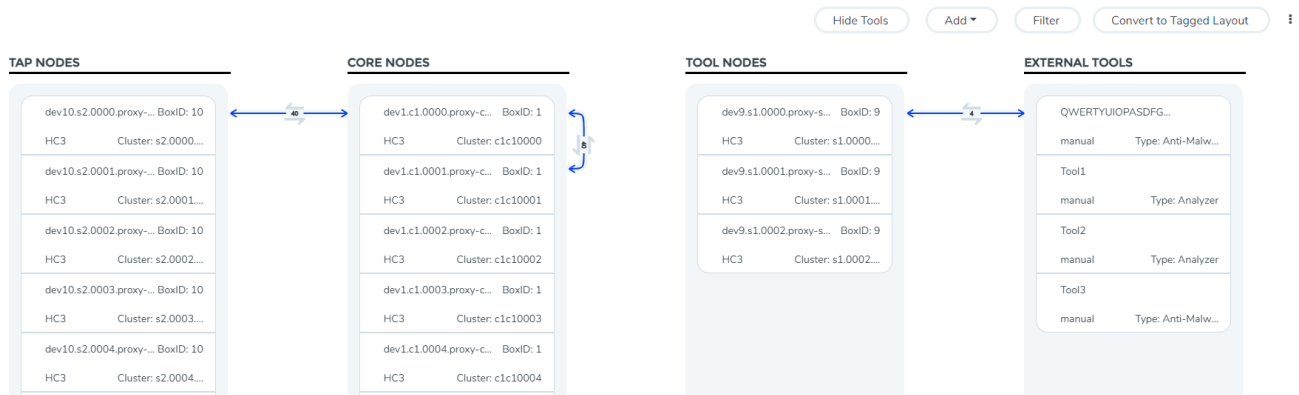 Hide Tools Add Filter Convert to Tagged Layout
TAP NODES CORE NODES TOOL NODES EXTERNAL TOOLS
dev10.s2.0000.proxy-... BoxID: 10 40 dev1.c1.0000.proxy-c... BoxID: 1 dev9.s1.0000.proxy-s... BoxID: 9 4 QWERTYUIOPASDFG...
HC3 Cluster: s2.0000.... HC3 Cluster: c1c10000 HC3 Cluster: s1.0000.... manual Type: Anti-Malw...
dev10.s2.0001.proxy-... BoxID: 10 dev1.c1.0001.proxy-c... BoxID: 1 dev9.s1.0001.proxy-s... BoxID: 9 Tool1
HC3 Cluster: s2.0001.... HC3 Cluster: c1c10001 HC3 Cluster: s1.0001.... manual Type: Analyzer
dev10.s2.0002.proxy-... BoxID: 10 dev1.c1.0002.proxy-c... BoxID: 1 dev9.s1.0002.proxy-s... BoxID: 9 Tool2
HC3 Cluster: s2.0002.... HC3 Cluster: c1c10002 HC3 Cluster: s1.0002.... manual Type: Analyzer
dev10.s2.0003.proxy-... BoxID: 10 dev1.c1.0003.proxy-c... BoxID: 1 Tool3
HC3 Cluster: s2.0003.... HC3 Cluster: c1c10003 manual Type: Anti-Malw...
dev10.s2.0004.proxy-... BoxID: 10 dev1.c1.0004.proxy-c... BoxID: 1
HC3 Cluster: s2.0004.... HC3 Cluster: c1c10004